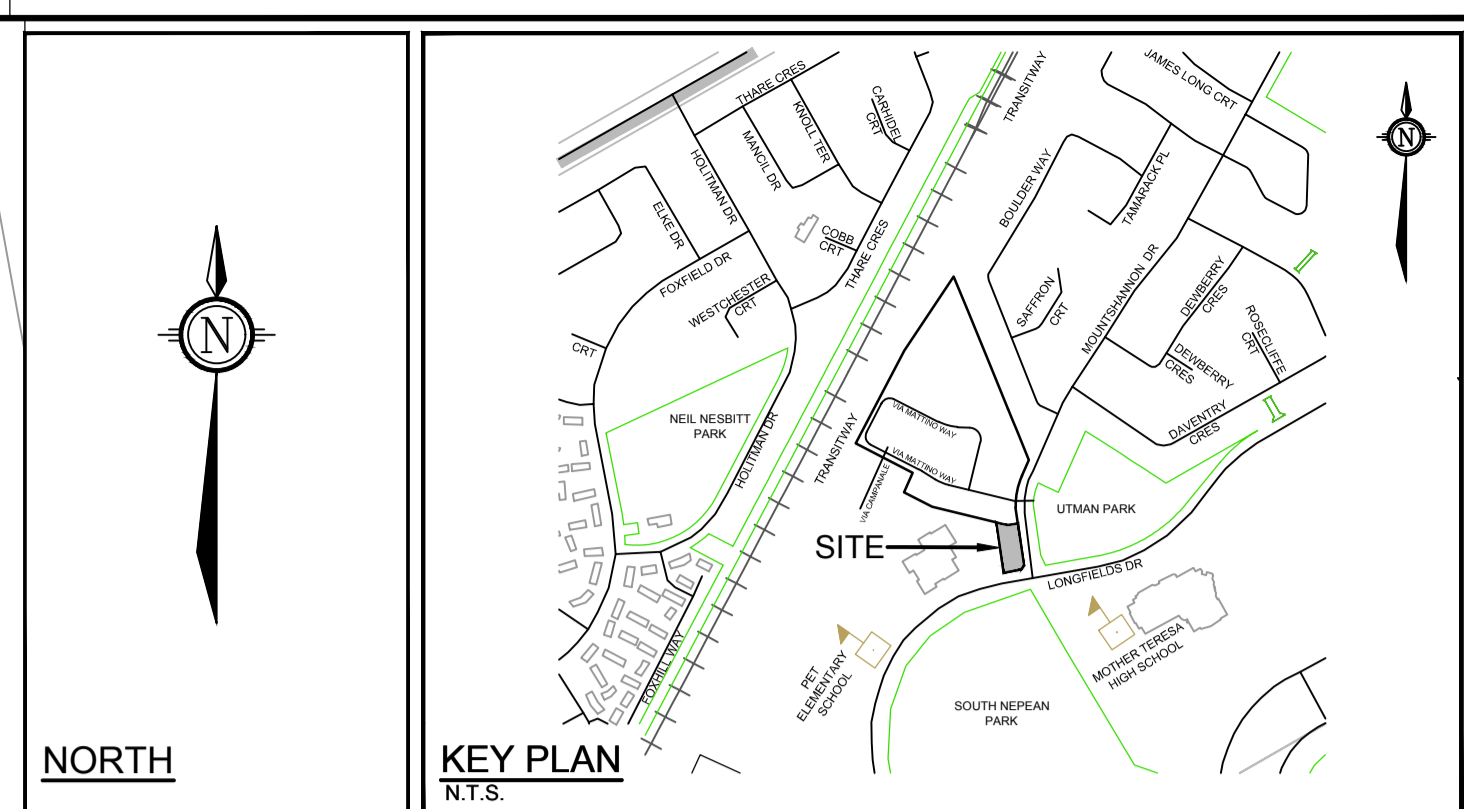 N
NORTH
THARE CRES
KNOLL TER
MANCIL DR
CARHIDEL
CRT
HOLITMAN DR
ELKE DR
FOXFIELD DR
WESTCHESTER
CRT
COBB
CRT
THARE CRES
CRT
NEIL NESBITT
PARK
HOLITMAN DR
FOXHILL WAY
TRANSITWAY
TRANSITWAY
JAMES LONG CRT
BOULDER WAY
TAMARACK PL
SAFFRON
CRT
MOUNTSHANNON DR
DEWBERRY
CRES
DEWBERRY
CRES
ROSECLIFFE
CRT
DAVENTRY
CRES
VIA MATTINO WAY
VIA MATTINO WAY
VIA CAMPANALE
UTMAN PARK
SITE
LONGFIELDS DR
MOTHER TERESA
HIGH SCHOOL
PET
ELEMENTARY
SCHOOL
SOUTH NEPEAN
PARK
N
KEY PLAN
N.T.S.